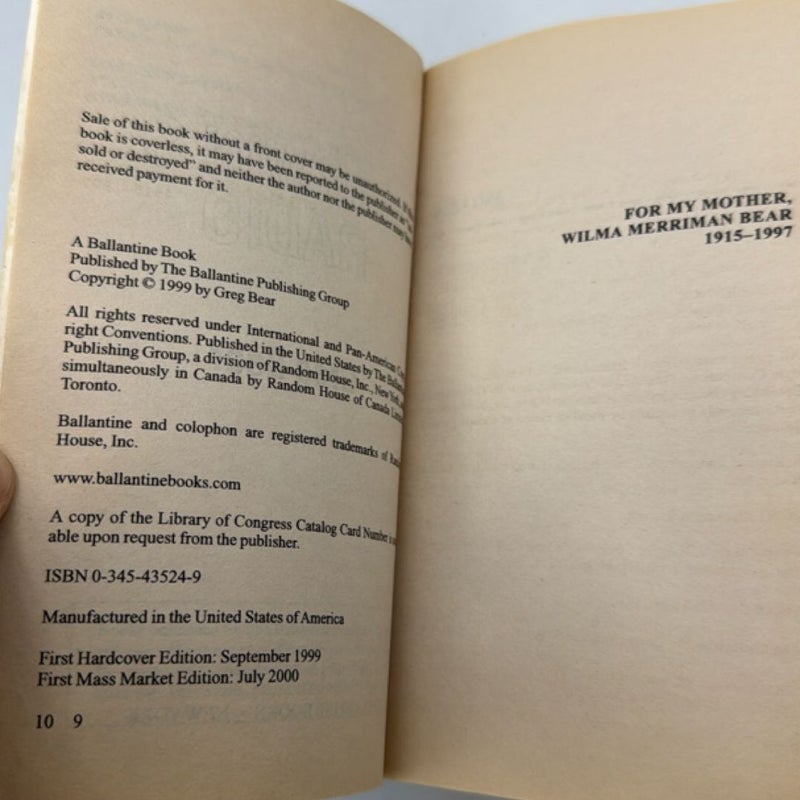 Sale of this book without a front cover may be unauthorized. If this
book is coverless, it may have been reported to the publisher as
sold or destroyed” and neither the author not the publisher may have
received payment for it.
A Ballantine Book
Published by The Ballantine Publishing Group
Copyright © 1999 by Greg Bear
All rights reserved under International and Pan-American
right Conventions. Published in the United States by The
Publishing Group, a division of Random House, Inc., New York,
simultaneously in Canada by Random House of Canada
Toronto.
Ballantine and colophon are registered trademarks of
House, Inc.
www.ballantinebooks.com
A copy of the Library of Congress Catalog Card Number is
able upon request from the publisher.
ISBN 0-345-43524-9
Manufactured in the United States of America
First Hardcover Edition: September 1999
First Mass Market Edition: July 2000
10 9
FOR MY MOTHER,
WILMA MERRIMAN BEAR
1915–1997